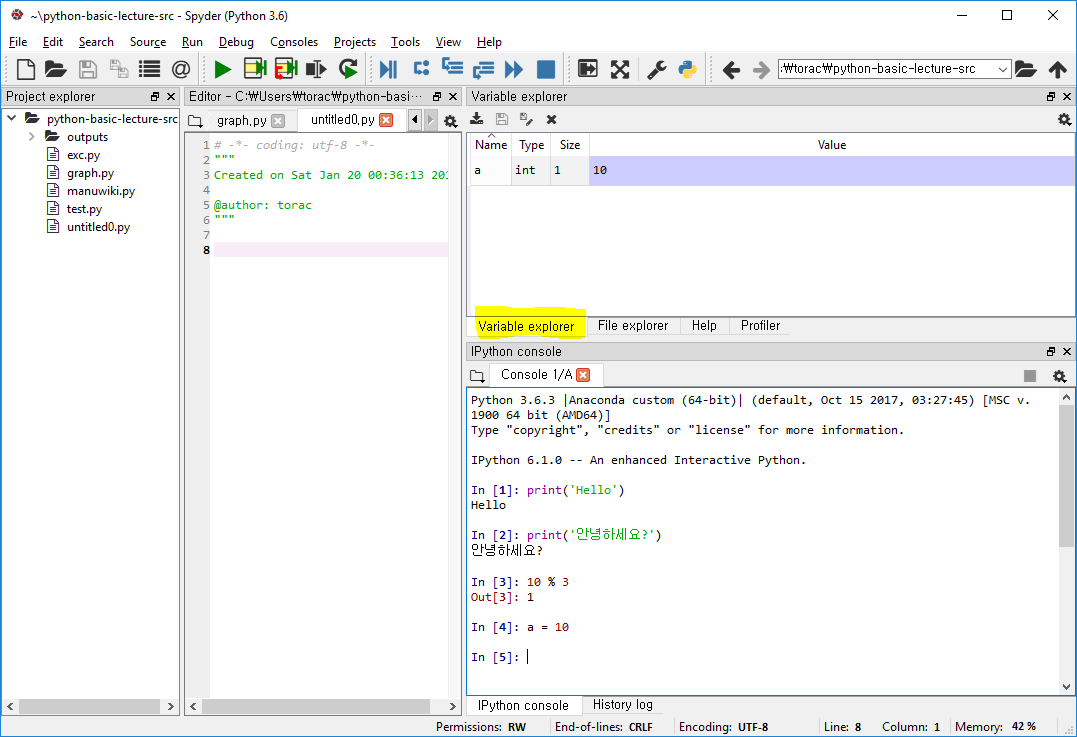 ~\python-basic-lecture-src - Spyder (Python 3.6)
File Edit Search Source Run Debug Consoles Projects Tools View Help
:₩torac₩python-basic-lecture-src
Project explorer
python-basic-lecture-src
outputs
exc.py
graph.py
manuwiki.py
test.py
untitled0.py
Editor - C:₩Users₩torac₩python-basi···
graph.py untitled0.py
1 # -*- coding: utf-8 -*-
2 """
3 Created on Sat Jan 20 00:36:13 201
4
5 @author: torac
6 """
7
8
Variable explorer
Name Type Size Value
a int 1 10
Variable explorer File explorer Help Profiler
IPython console
Console 1/A
Python 3.6.3 |Anaconda custom (64-bit)| (default, Oct 15 2017, 03:27:45) [MSC v.
1900 64 bit (AMD64)]
Type "copyright", "credits" or "license" for more information.
IPython 6.1.0 -- An enhanced Interactive Python.
In [1]: print('Hello')
Hello
In [2]: print('안녕하세요?')
안녕하세요?
In [3]: 10 % 3
Out[3]: 1
In [4]: a = 10
In [5]:
IPython console History log
Permissions: RW End-of-lines: CRLF Encoding: UTF-8 Line: 8 Column: 1 Memory: 42 %